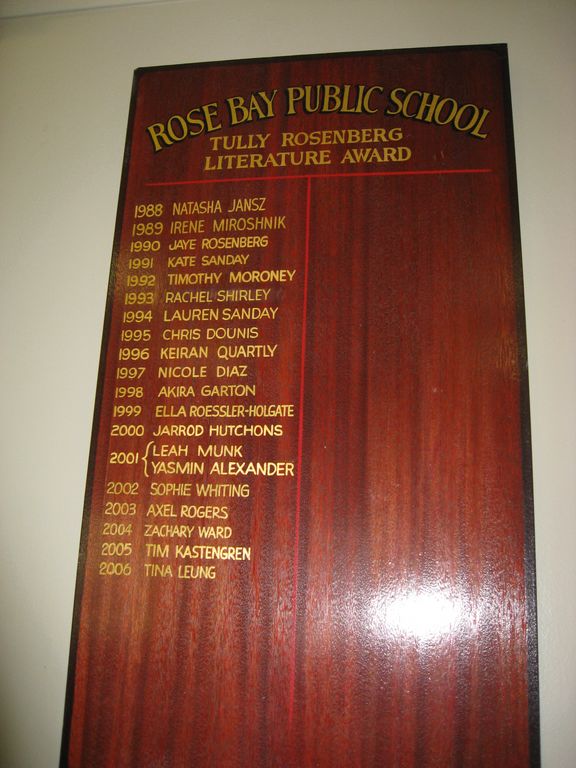 ROSE BAY PUBLIC SCHOOL
TULLY ROSENBERG
LITERATURE AWARD
1988 NATASHA JANSZ
1989 IRENE MIROSHNIK
1990 JAYE ROSENBERG
1991 KATE SANDAY
1992 TIMOTHY MORONEY
1993 RACHEL SHIRLEY
1994 LAUREN SANDAY
1995 CHRIS DOUNIS
1996 KEIRAN QUARTLY
1997 NICOLE DIAZ
1998 AKIRA GARTON
1999 ELLA ROESSLER-HOLGATE
2000 JARROD HUTCHONS
2001 { LEAH MUNK
YASMIN ALEXANDER
2002 SOPHIE WHITING
2003 AXEL ROGERS
2004 ZACHARY WARD
2005 TIM KASTENGREN
2006 TINA LEUNG